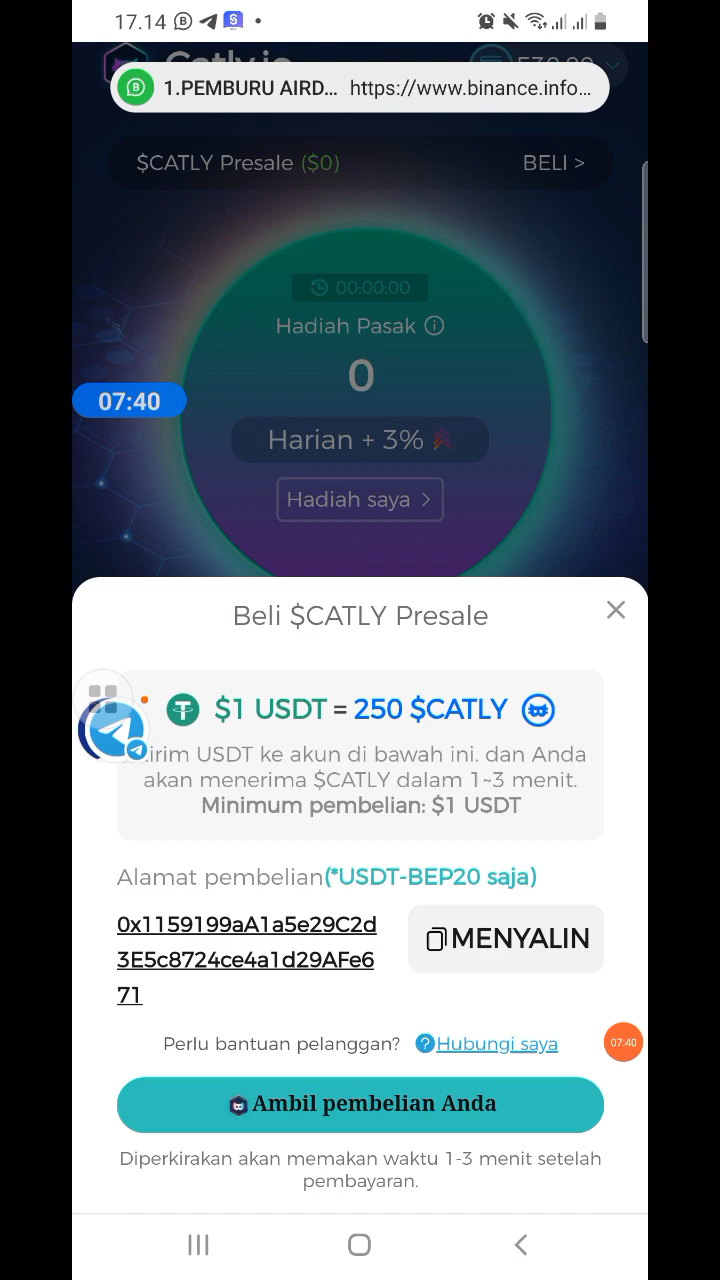 17.14
Catly.io
1.PEMBURU AIRD... https://www.binance.info...
$CATLY Presale ($0) BELI >
00:00:00
Hadiah Pasak
0
07:40
Harian + 3%
Hadiah saya >
Beli $CATLY Presale
$1 USDT = 250 $CATLY
USDT ke akun di bawah ini. dan Anda
akan menerima $CATLY dalam 1~3 menit.
Minimum pembelian: $1 USDT
Alamat pembelian(*USDT-BEP20 saja)
0x1159199aA1a5e29C2d
3E5c8724ce4a1d29AFe6
71
MENYALIN
Perlu bantuan pelanggan? Hubungi saya
07:40
Ambil pembelian Anda
Diperkirakan akan memakan waktu 1-3 menit setelah
pembayaran.